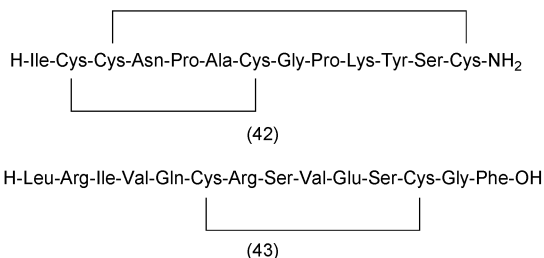 H-Ile-Cys-Cys-Asn-Pro-Ala-Cys-Gly-Pro-Lys-Tyr-Ser-Cys-NH2
(42)
H-Leu-Arg-Ile-Val-Gln-Cys-Arg-Ser-Val-Glu-Ser-Cys-Gly-Phe-OH
(43)